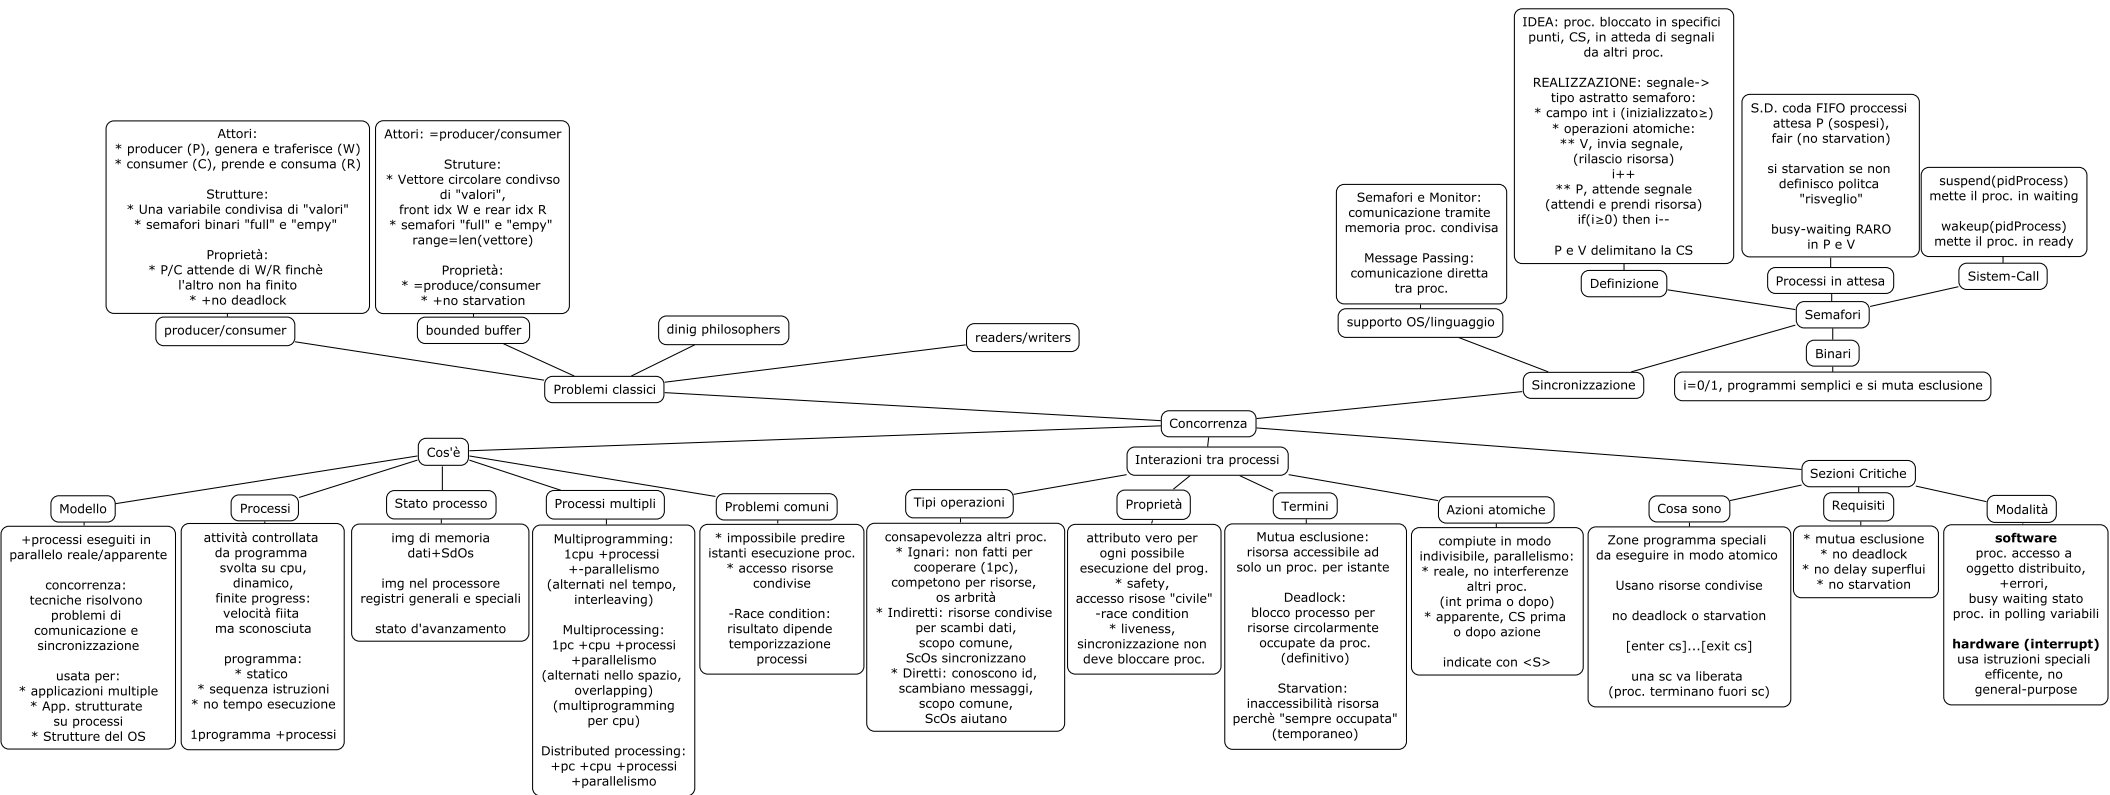 IDEA: proc. bloccato in specifici
punti, CS, in atteda di segnali
da altri proc.
REALIZZAZIONE: segnale->
tipo astratto semaforo:
* campo int i (inizializzato≥)
* operazioni atomiche:
** V, invia segnale,
(rilascio risorsa)
i++
** P, attende segnale
(attendi e prendi risorsa)
if(i≥0) then i--
P e V delimitano la CS
S.D. coda FIFO proccessi
attesa P (sospesi),
fair (no starvation)
si starvation se non
definisco politca
"risveglio"
busy-waiting RARO
in P e V
suspend(pidProcess)
mette il proc. in waiting
wakeup(pidProcess)
mette il proc. in ready
Attori:
* producer (P), genera e traferisce (W)
* consumer (C), prende e consuma (R)
Strutture:
* Una variabile condivisa di "valori"
* semafori binari "full" e "empy"
Proprietà:
* P/C attende di W/R finchè
l'altro non ha finito
* +no deadlock
Attori: =producer/consumer
Struture:
* Vettore circolare condivso
di "valori",
front idx W e rear idx R
* semafori "full" e "empy"
range=len(vettore)
Proprietà:
* =produce/consumer
* +no starvation
Semafori e Monitor:
comunicazione tramite
memoria proc. condivisa
Message Passing:
comunicazione diretta
tra proc.
Definizione
Processi in attesa
Sistem-Call
producer/consumer
bounded buffer
dinig philosophers
readers/writers
supporto OS/linguaggio
Semafori
Binari
i=0/1, programmi semplici e si muta esclusione
Problemi classici
Sincronizzazione
Concorrenza
Cos'è
Interazioni tra processi
Sezioni Critiche
Modello
Processi
Stato processo
Processi multipli
Problemi comuni
Tipi operazioni
Proprietà
Termini
Azioni atomiche
Cosa sono
Requisiti
Modalità
+processi eseguiti in
parallelo reale/apparente
concorrenza:
tecniche risolvono
problemi di
comunicazione e
sincronizzazione
usata per:
* applicazioni multiple
* App. strutturate
su processi
* Strutture del OS
attività controllata
da programma
svolta su cpu,
dinamico,
finite progress:
velocità fiita
ma sconosciuta
programma:
* statico
* sequenza istruzioni
* no tempo esecuzione
1programma +processi
img di memoria
dati+SdOs
img nel processore
registri generali e speciali
stato d'avanzamento
Multiprogramming:
1cpu +processi
+-parallelismo
(alternati nel tempo,
interleaving)
Multiprocessing:
1pc +cpu +processi
+parallelismo
(alternati nello spazio,
overlapping)
(multiprogramming
per cpu)
Distributed processing:
+pc +cpu +processi
+parallelismo
* impossibile predire
istanti esecuzione proc.
* accesso risorse
condivise
-Race condition:
risultato dipende
temporizzazione
processi
consapevolezza altri proc.
* Ignari: non fatti per
cooperare (1pc),
competono per risorse,
os arbrità
* Indiretti: risorse condivise
per scambi dati,
scopo comune,
ScOs sincronizzano
* Diretti: conoscono id,
scambiano messaggi,
scopo comune,
ScOs aiutano
attributo vero per
ogni possibile
esecuzione del prog.
* safety,
accesso risose "civile"
-race condition
* liveness,
sincronizzazione non
deve bloccare proc.
Mutua esclusione:
risorsa accessibile ad
solo un proc. per istante
Deadlock:
blocco processo per
risorse circolarmente
occupate da proc.
(definitivo)
Starvation:
inaccessibilità risorsa
perchè "sempre occupata"
(temporaneo)
compiute in modo
indivisibile, parallelismo:
* reale, no interferenze
altri proc.
(int prima o dopo)
* apparente, CS prima
o dopo azione
indicate con <S>
Zone programma speciali
da eseguire in modo atomico
Usano risorse condivise
no deadlock o starvation
[enter cs]...[exit cs]
una sc va liberata
(proc. terminano fuori sc)
* mutua esclusione
* no deadlock
* no delay superflui
* no starvation
software
proc. accesso a
oggetto distribuito,
+errori,
busy waiting stato
proc. in polling variabili
hardware (interrupt)
usa istruzioni speciali
efficente, no
general-purpose